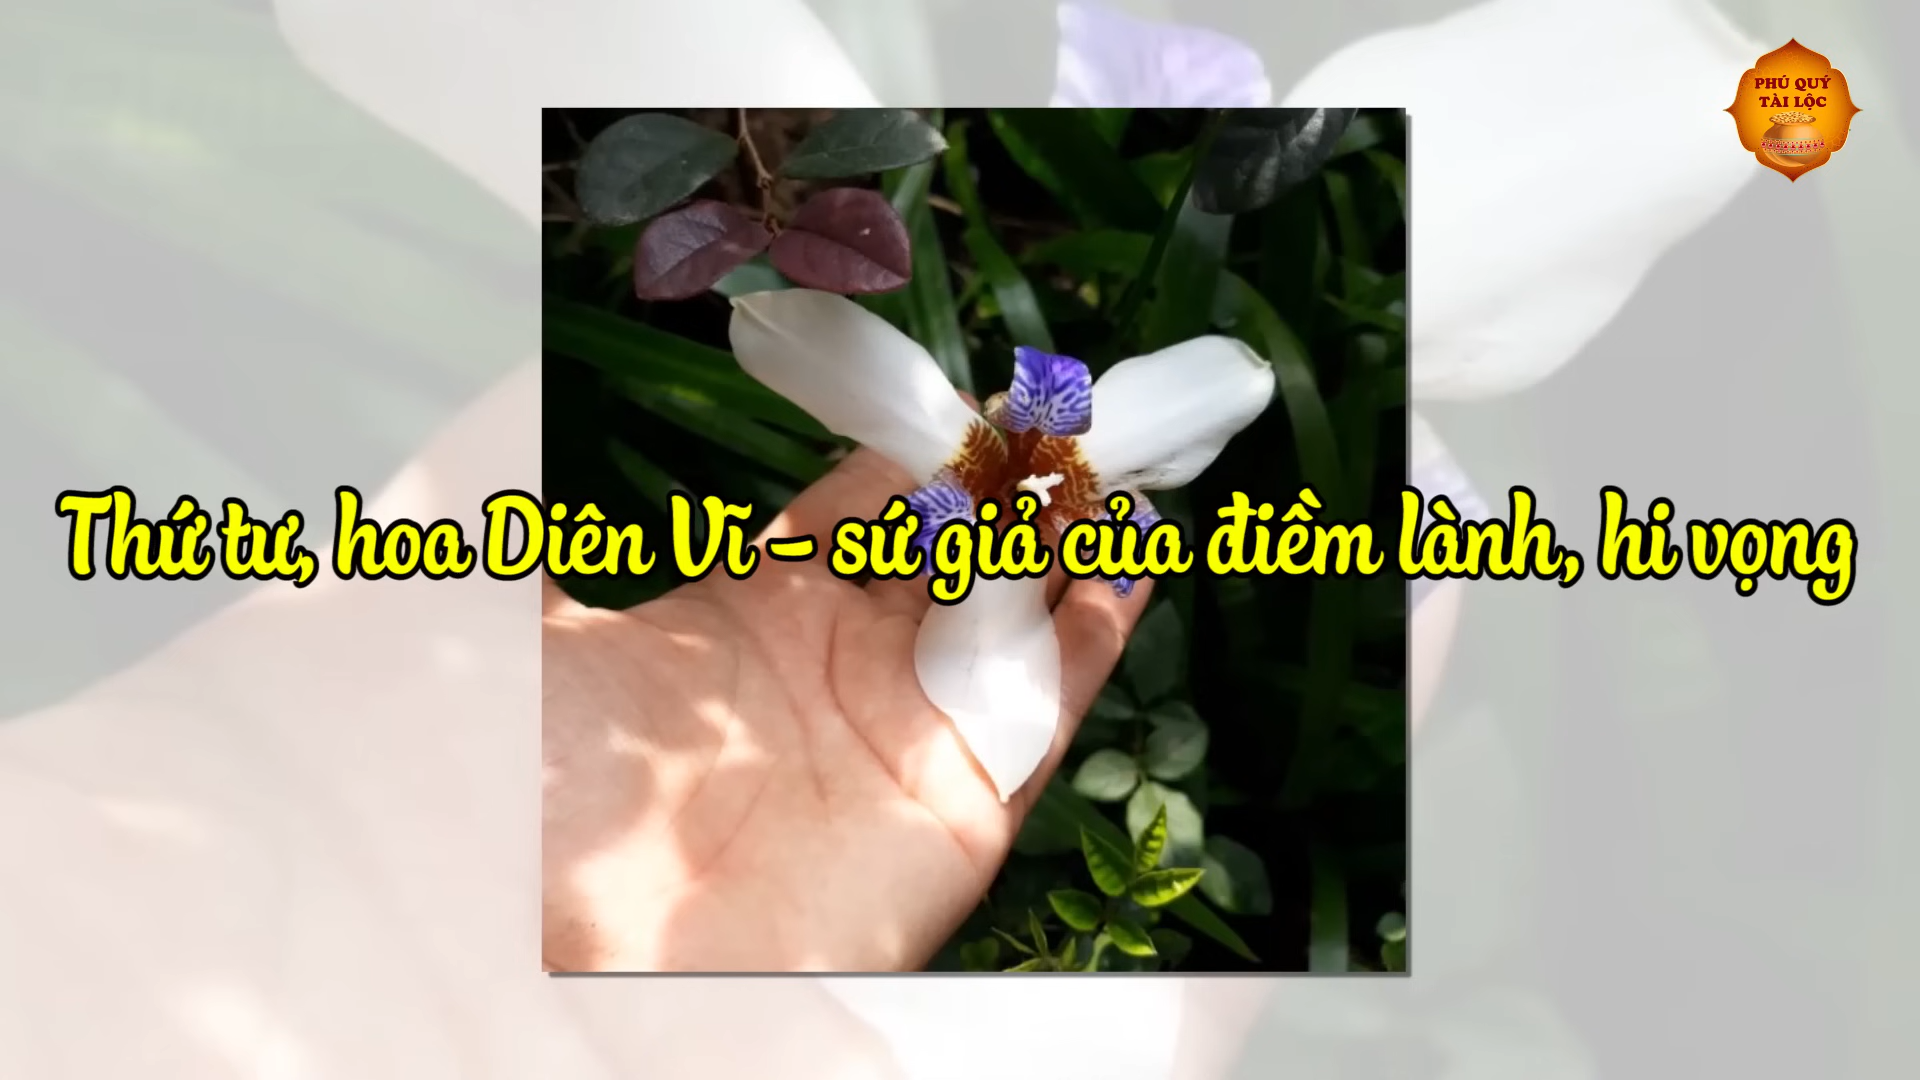 PHÚ QUÝ
TÀI LỘC
Thứ tư, hoa Diên Vĩ – sứ giả của điềm lành, hi vọng